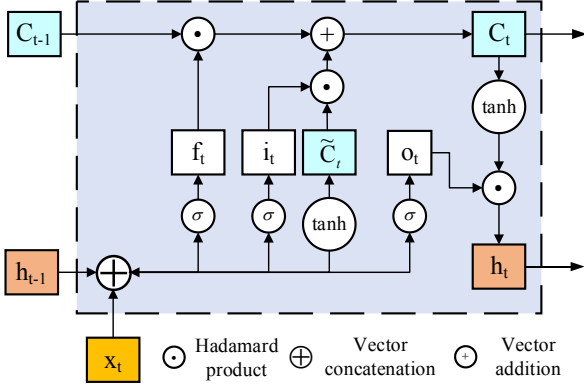 C_{t-1}
C_t
tanh
f_t
i_t
C̃_t
o_t
σ
σ
tanh
σ
h_{t-1}
h_t
x_t
Hadamard
product
Vector
concatenation
Vector
addition